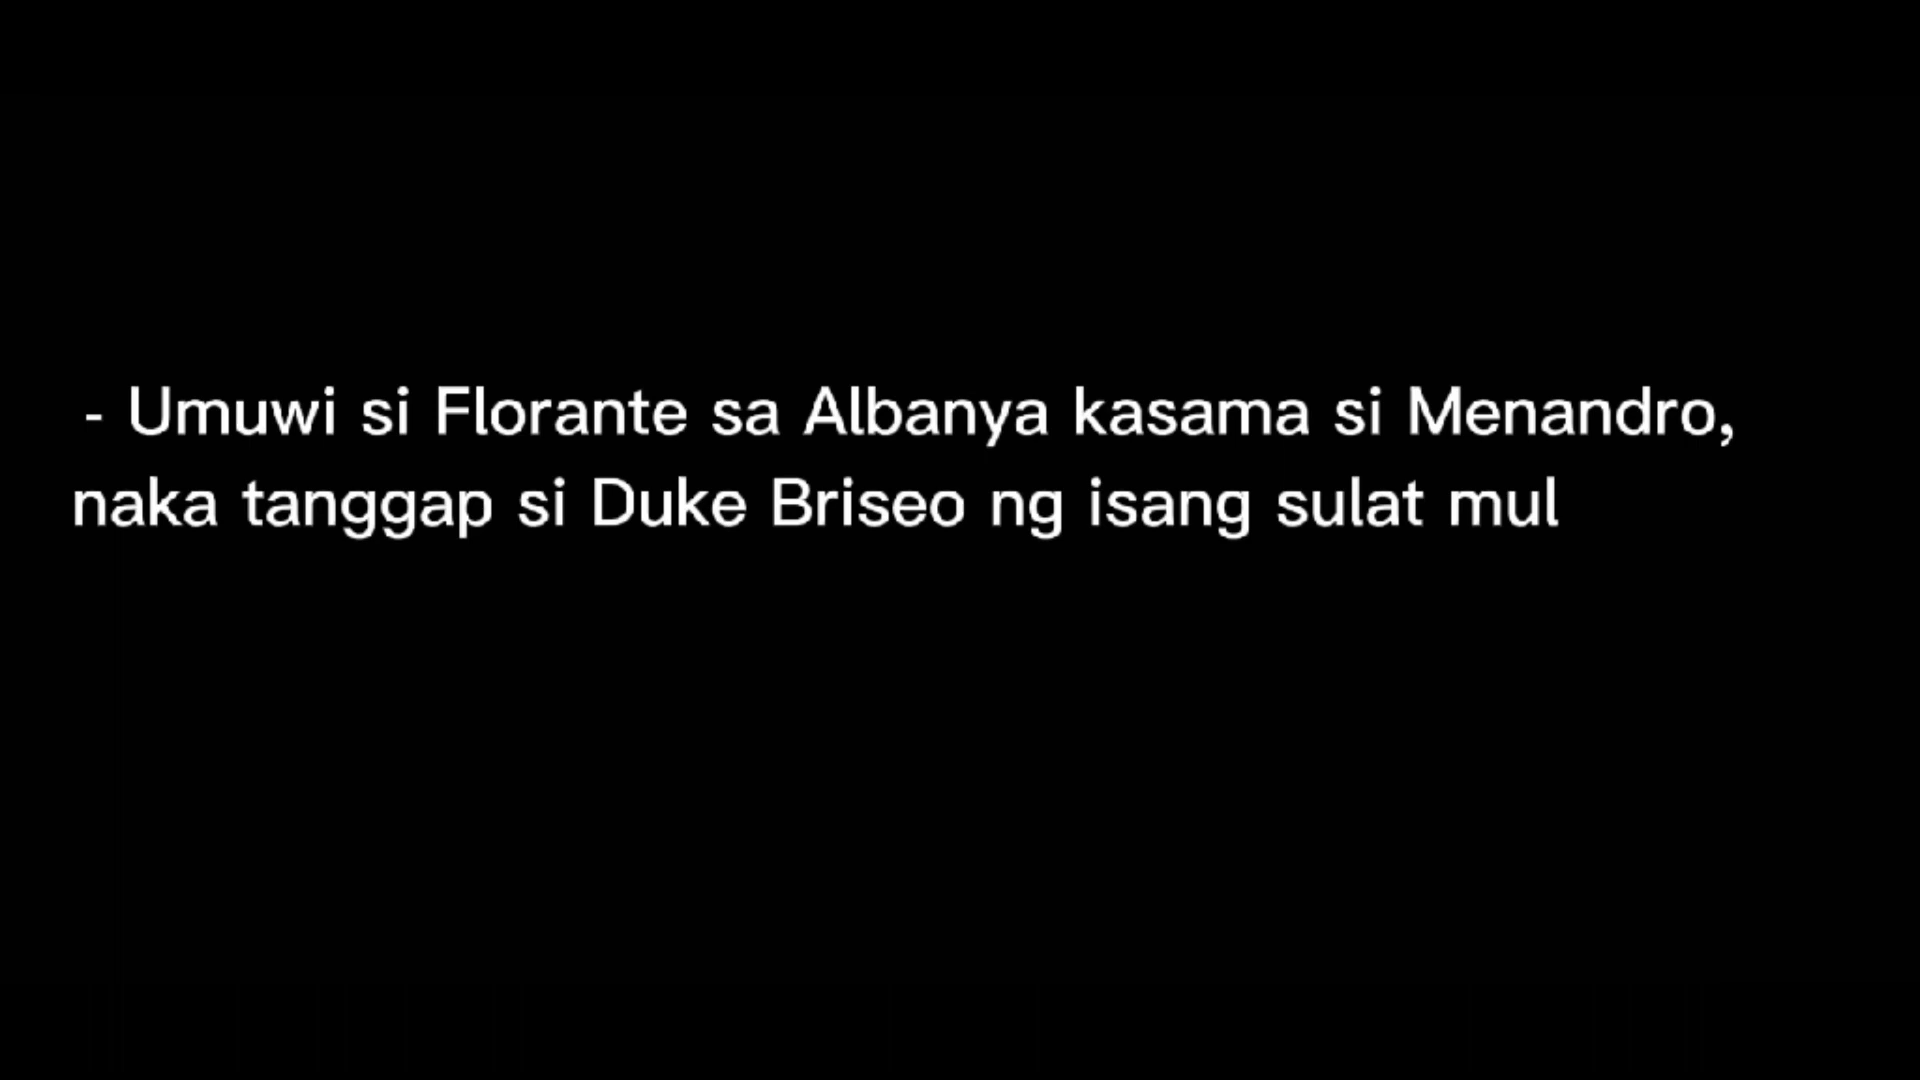 - Umuwi si Florante sa Albanya kasama si Menandro,
naka tanggap si Duke Briseo ng isang sulat mul